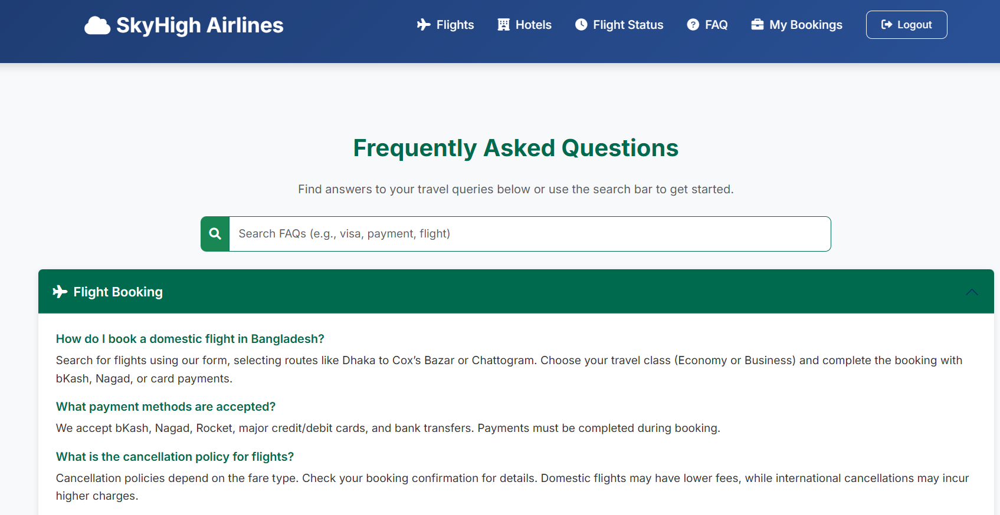 SkyHigh Airlines
Flights
Hotels
Flight Status
FAQ
My Bookings
Logout
Frequently Asked Questions
Find answers to your travel queries below or use the search bar to get started.
Search FAQs (e.g., visa, payment, flight)
Flight Booking
How do I book a domestic flight in Bangladesh?
Search for flights using our form, selecting routes like Dhaka to Cox’s Bazar or Chattogram. Choose your travel class (Economy or Business) and complete the booking with
bKash, Nagad, or card payments.
What payment methods are accepted?
We accept bKash, Nagad, Rocket, major credit/debit cards, and bank transfers. Payments must be completed during booking.
What is the cancellation policy for flights?
Cancellation policies depend on the fare type. Check your booking confirmation for details. Domestic flights may have lower fees, while international cancellations may incur
higher charges.